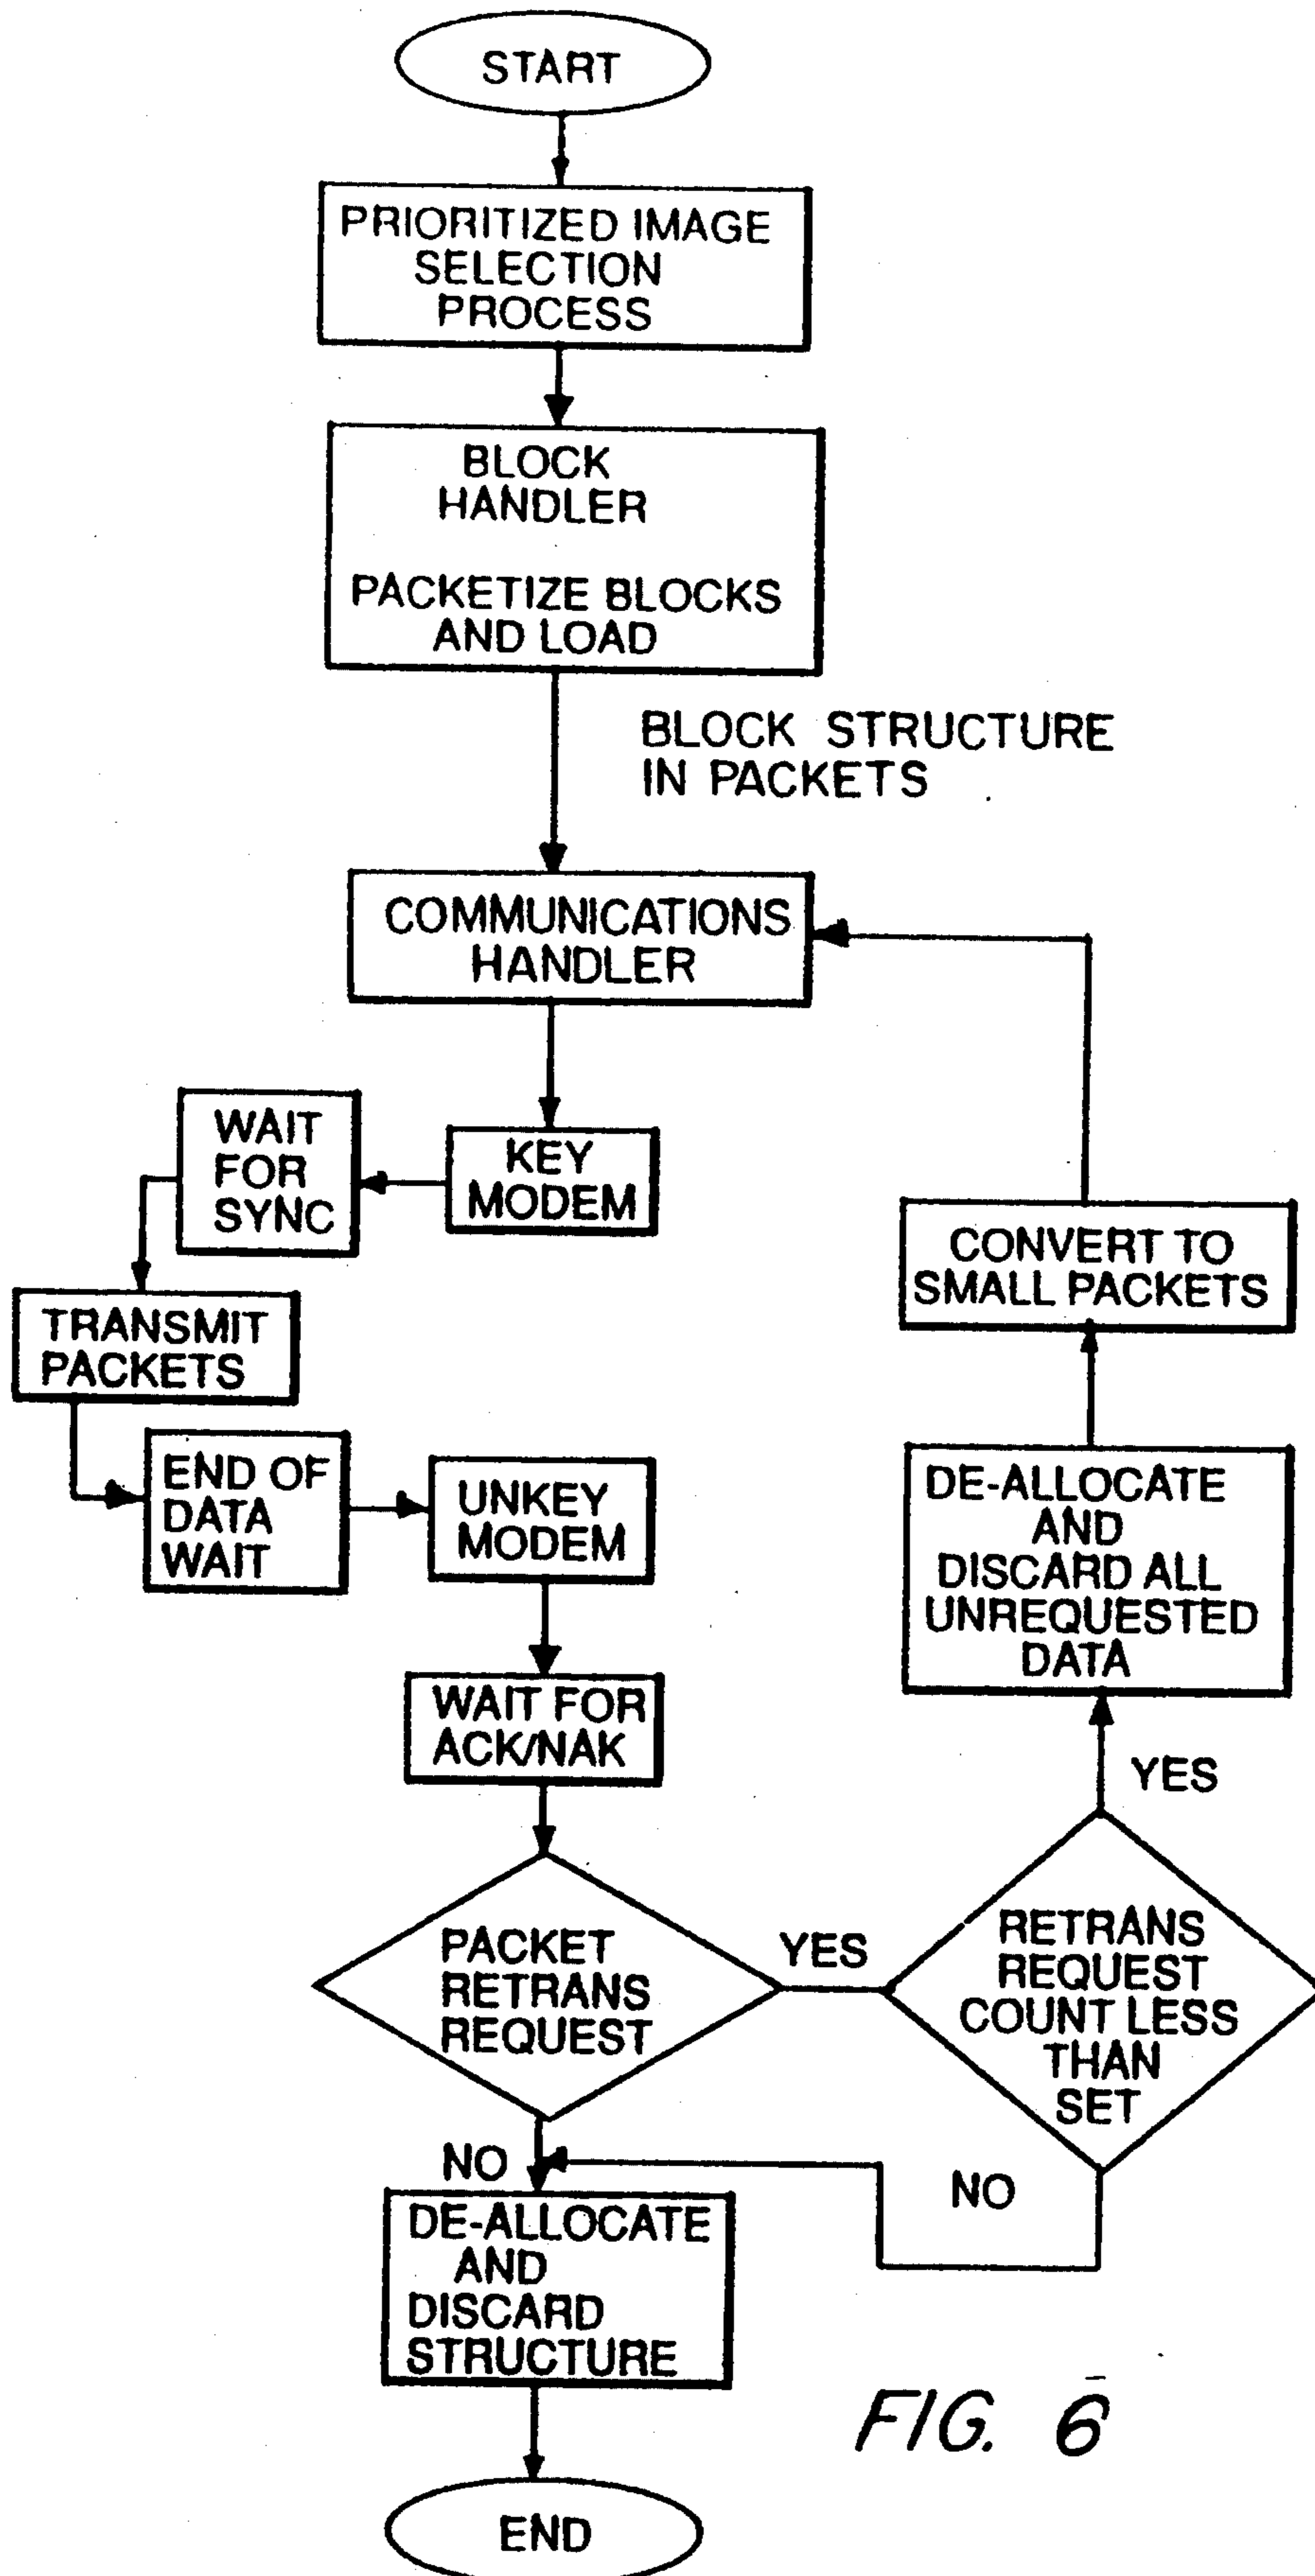 START
PRIORITIZED IMAGE
SELECTION
PROCESS
BLOCK
HANDLER
PACKETIZE BLOCKS
AND LOAD
BLOCK STRUCTURE
IN PACKETS
COMMUNICATIONS
HANDLER
KEY
MODEM
WAIT
FOR
SYNC
TRANSMIT
PACKETS
END OF
DATA
WAIT
UNKEY
MODEM
WAIT FOR
ACK/NAK
PACKET
RETRANS
REQUEST
YES
RETRANS
REQUEST
COUNT LESS
THAN
SET
YES
DE-ALLOCATE
AND
DISCARD ALL
UNREQUESTED
DATA
CONVERT TO
SMALL PACKETS
NO
NO
DE-ALLOCATE
AND
DISCARD
STRUCTURE
END
FIG. 6